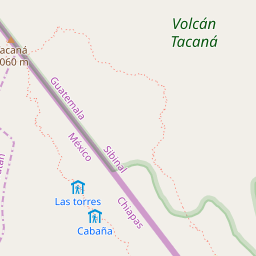 Volcán
Tacaná
acaná
060 m
Guatemala
México
Sibinal
Chiapas
Las torres
Cabaña